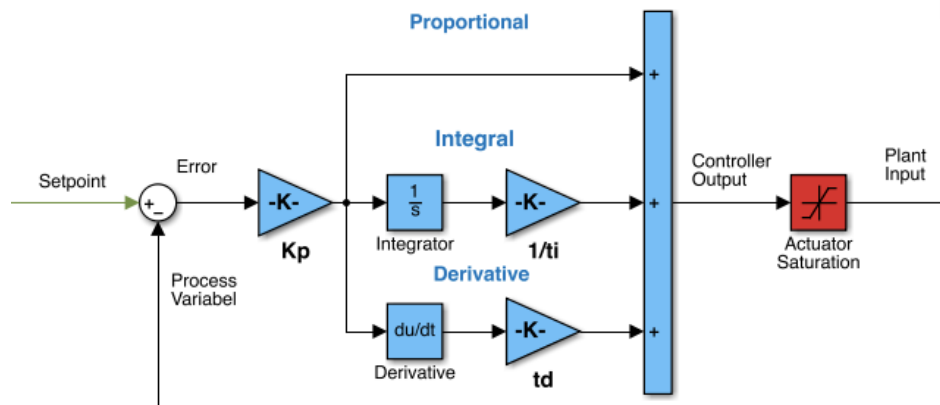 Proportional
+
Integral
Error
Setpoint
+
−
-K-
Kp
1
s
Integrator
-K-
1/ti
+
Controller
Output
Plant
Input
Actuator
Saturation
Process
Variabel
Derivative
du/dt
Derivative
-K-
td
+